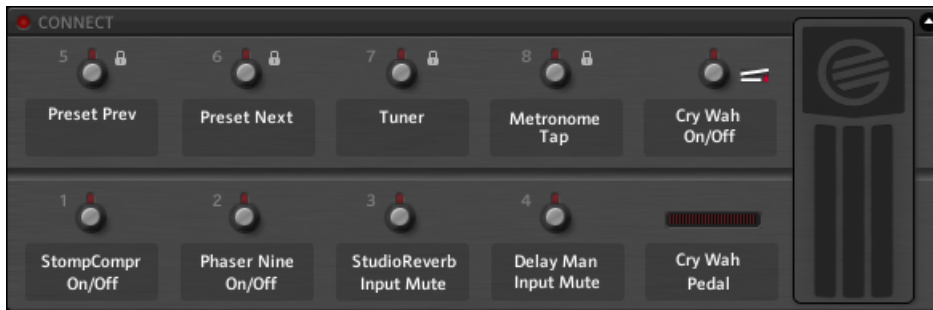 CONNECT
5
6
7
8
Preset Prev
Preset Next
Tuner
Metronome
Tap
Cry Wah
On/Off
1
2
3
4
StompCompr
On/Off
Phaser Nine
On/Off
StudioReverb
Input Mute
Delay Man
Input Mute
Cry Wah
Pedal